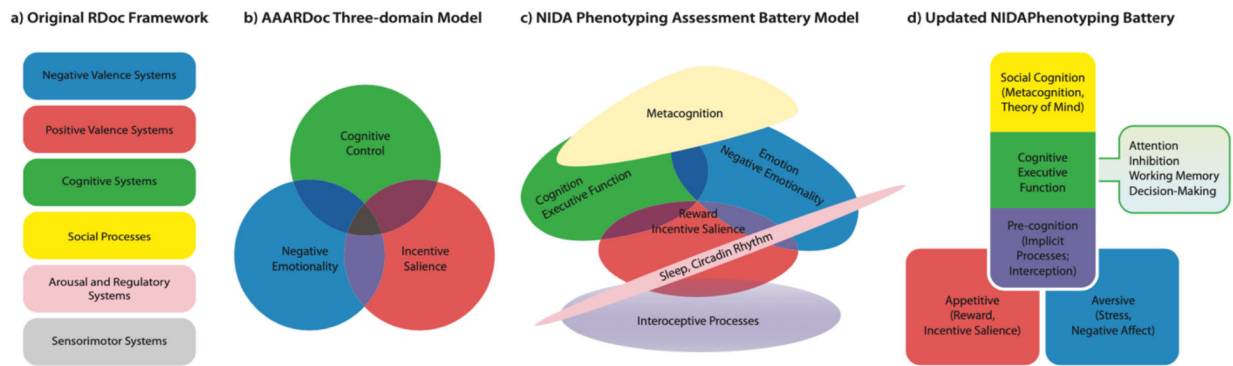 a) Original RDoc Framework
Negative Valence Systems
Positive Valence Systems
Cognitive Systems
Social Processes
Arousal and Regulatory
Systems
Sensorimotor Systems
b) AAARDoc Three-domain Model
Cognitive
Control
Negative
Emotionality
Incentive
Salience
c) NIDA Phenotyping Assessment Battery Model
Metacognition
Cognition
Executive Function
Emotion
Negative Emotionality
Reward
Incentive Salience
Sleep, Circadin Rhythm
Interoceptive Processes
d) Updated NIDAPhenotyping Battery
Social Cognition
(Metacognition,
Theory of Mind)
Cognitive
Executive
Function
Attention
Inhibition
Working Memory
Decision-Making
Pre-cognition
(Implicit
Processes;
Interception)
Appetitive
(Reward,
Incentive Salience)
Aversive
(Stress,
Negative Affect)